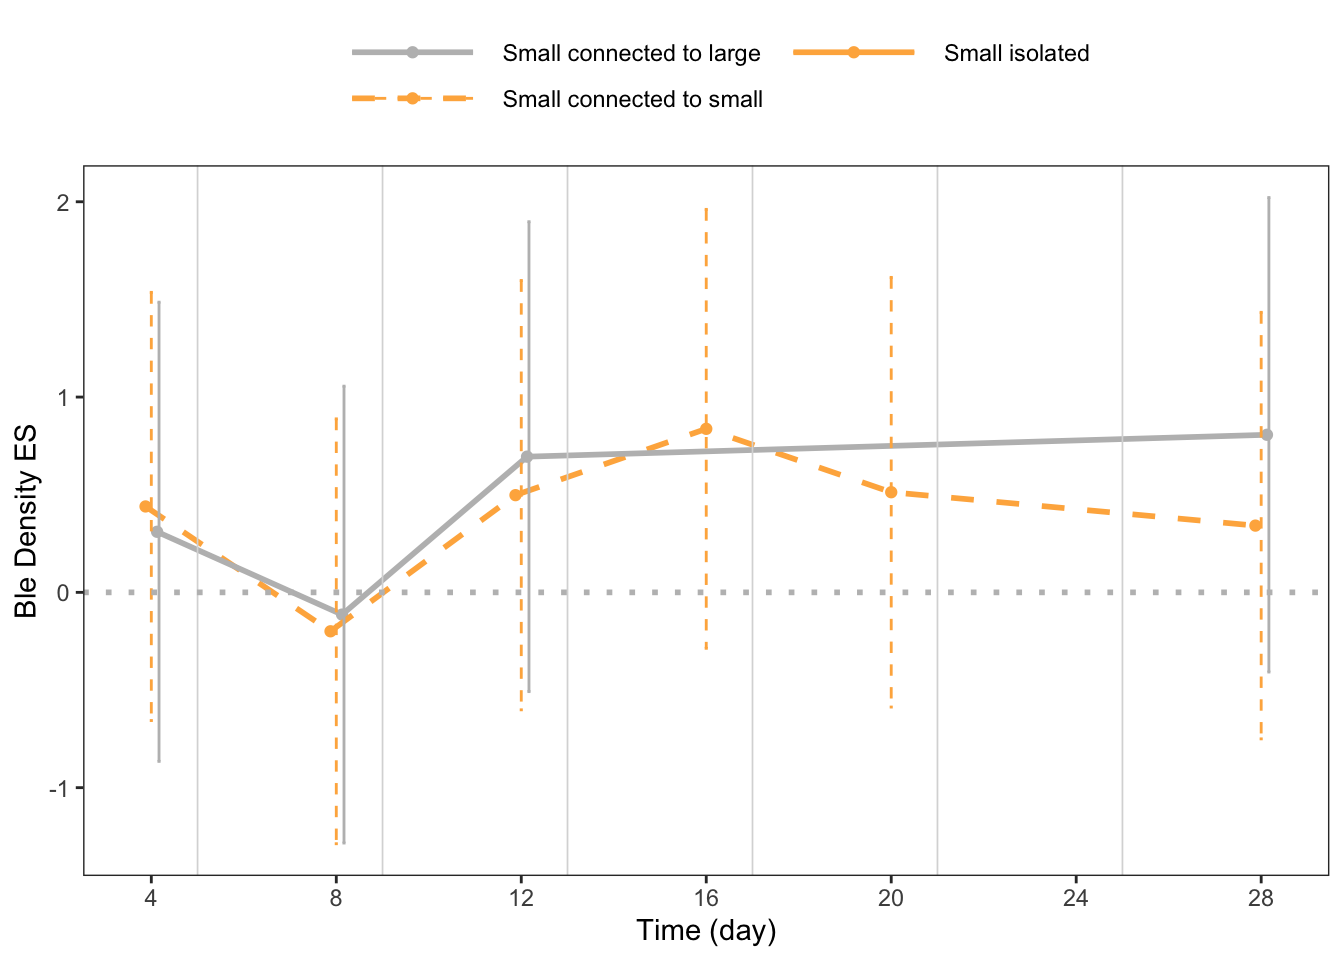 Small connected to large
Small isolated
Small connected to small
2
1
0
-1
Ble Density ES
4 8 12 16 20 24 28
Time (day)